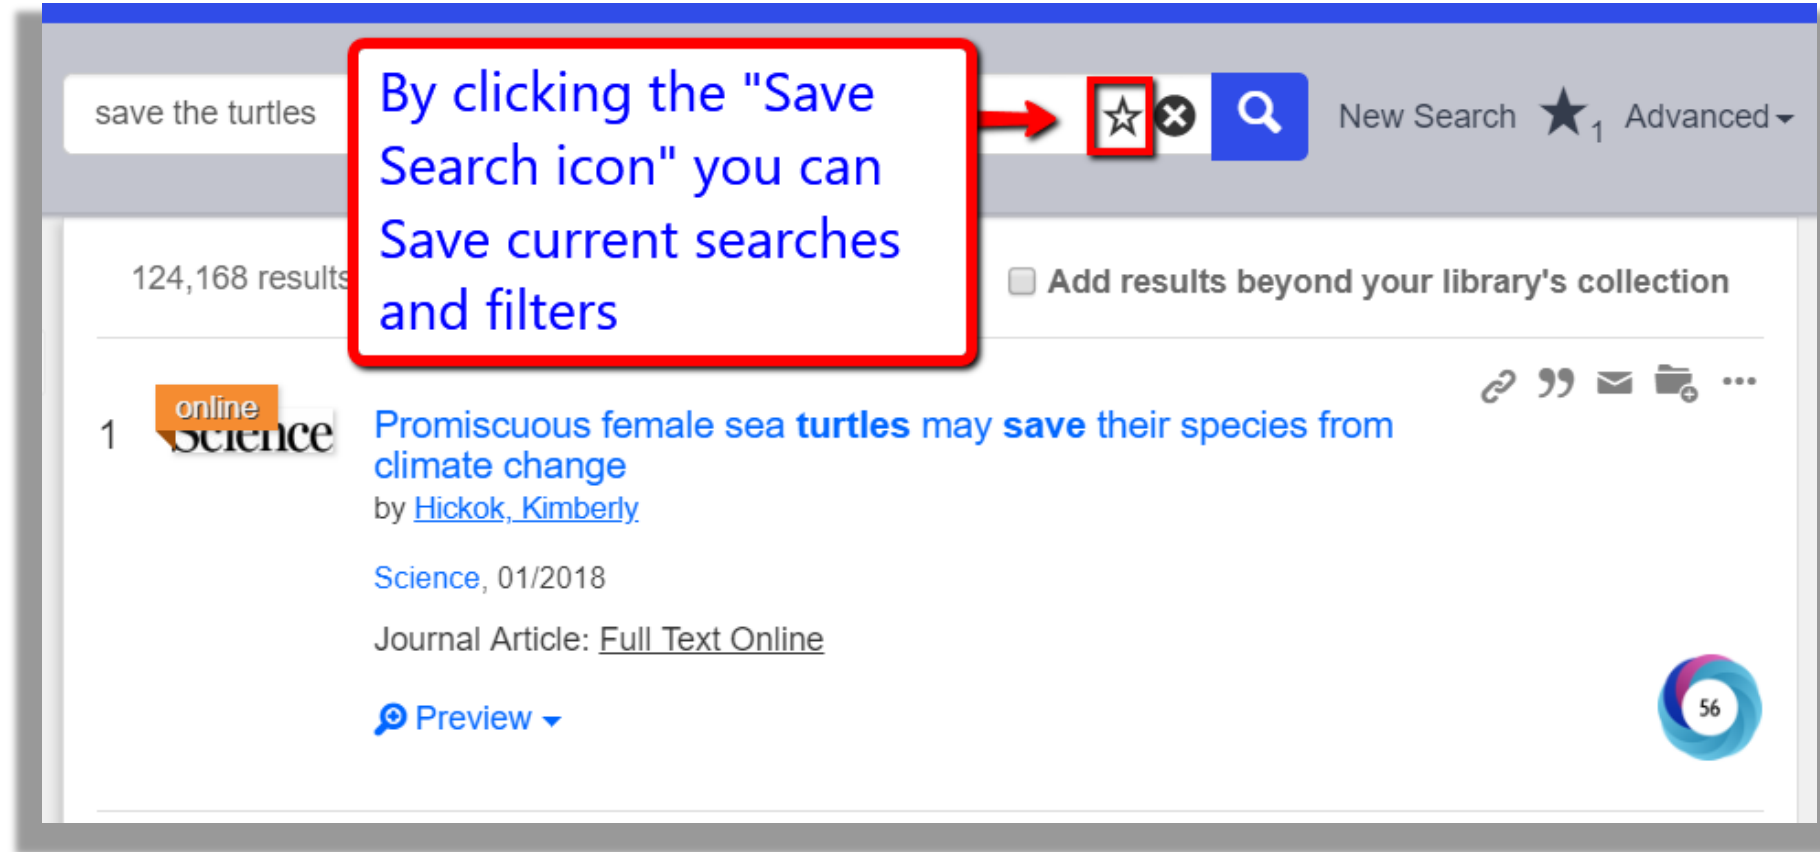 save the turtles
By clicking the "Save
Search icon" you can
Save current searches
and filters
New Search
1
Advanced
124,168 results
Add results beyond your library's collection
1
online
Science
Promiscuous female sea turtles may save their species from
climate change
by Hickok, Kimberly
Science, 01/2018
Journal Article: Full Text Online
Preview
56